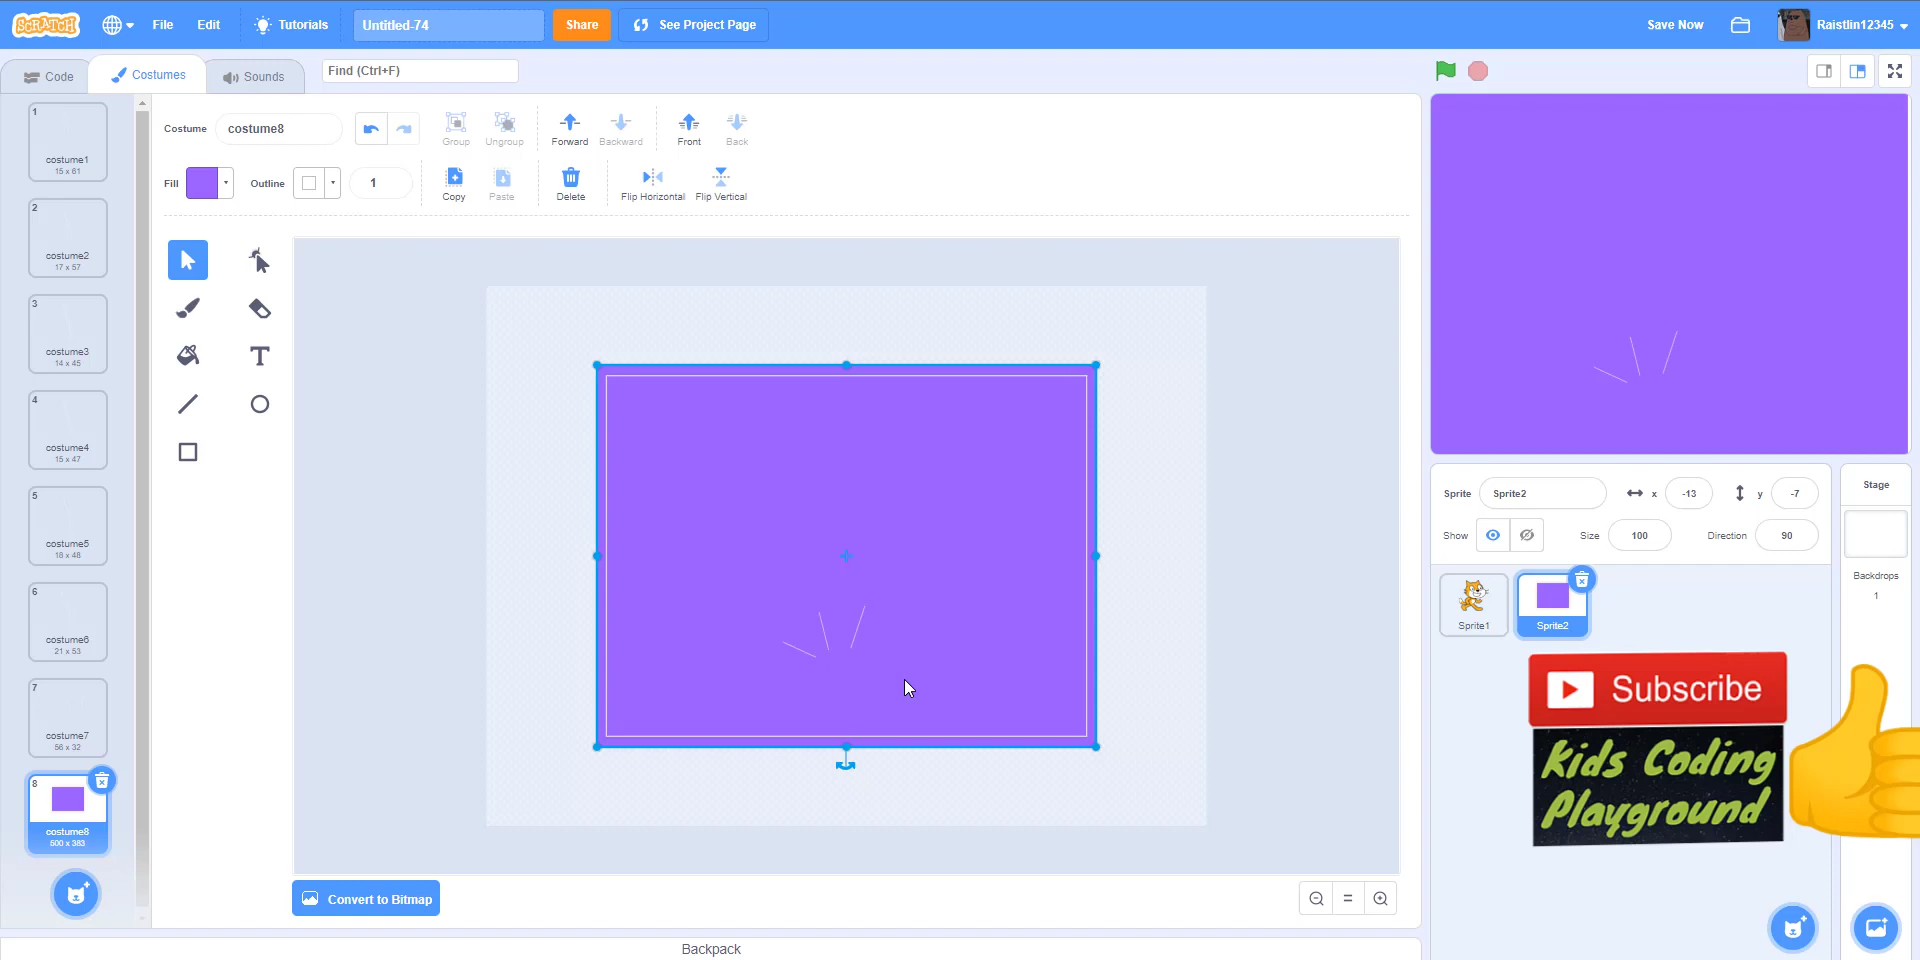 SCRATCH File Edit Tutorials Untitled-74 Share See Project Page Save Now Raistlin12345
Code Costumes Sounds Find (Ctrl+F)
Costume costume8 Group Ungroup Forward Backward Front Back
Fill Outline 1 Copy Paste Delete Flip Horizontal Flip Vertical
1
costume1
15 x 61
2
costume2
17 x 57
3
costume3
14 x 45
4
costume4
15 x 47
5
costume5
18 x 48
6
costume6
21 x 53
7
costume7
56 x 32
8
costume8
500 x 383
Convert to Bitmap
Backpack
Sprite Sprite2 x -13 y -7
Show Size 100 Direction 90
Sprite1 Sprite2
Stage
Backdrops
1
Subscribe
Kids Coding
Playground